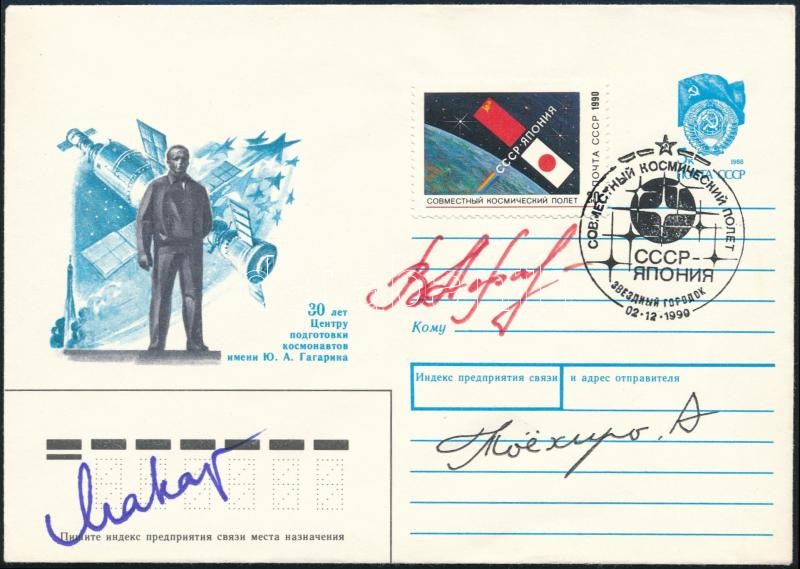 30 лет
Центру
подготовки
космонавтов
имени Ю. А. Гагарина
СССР-ЯПОНИЯ
ПОЧТА СССР 1990
СОВМЕСТНЫЙ КОСМИЧЕСКИЙ ПОЛЕТ
ПОЧТА СССР
1988
СОВМЕСТНЫЙ КОСМИЧЕСКИЙ ПОЛЕТ
СССР-
ЯПОНИЯ
ЗВЕЗДНЫЙ ГОРОДОК
02-12-1990
Кому
Индекс предприятия связи и адрес отправителя
Тоёхиро. А
Макар
Пишите индекс предприятия связи места назначения